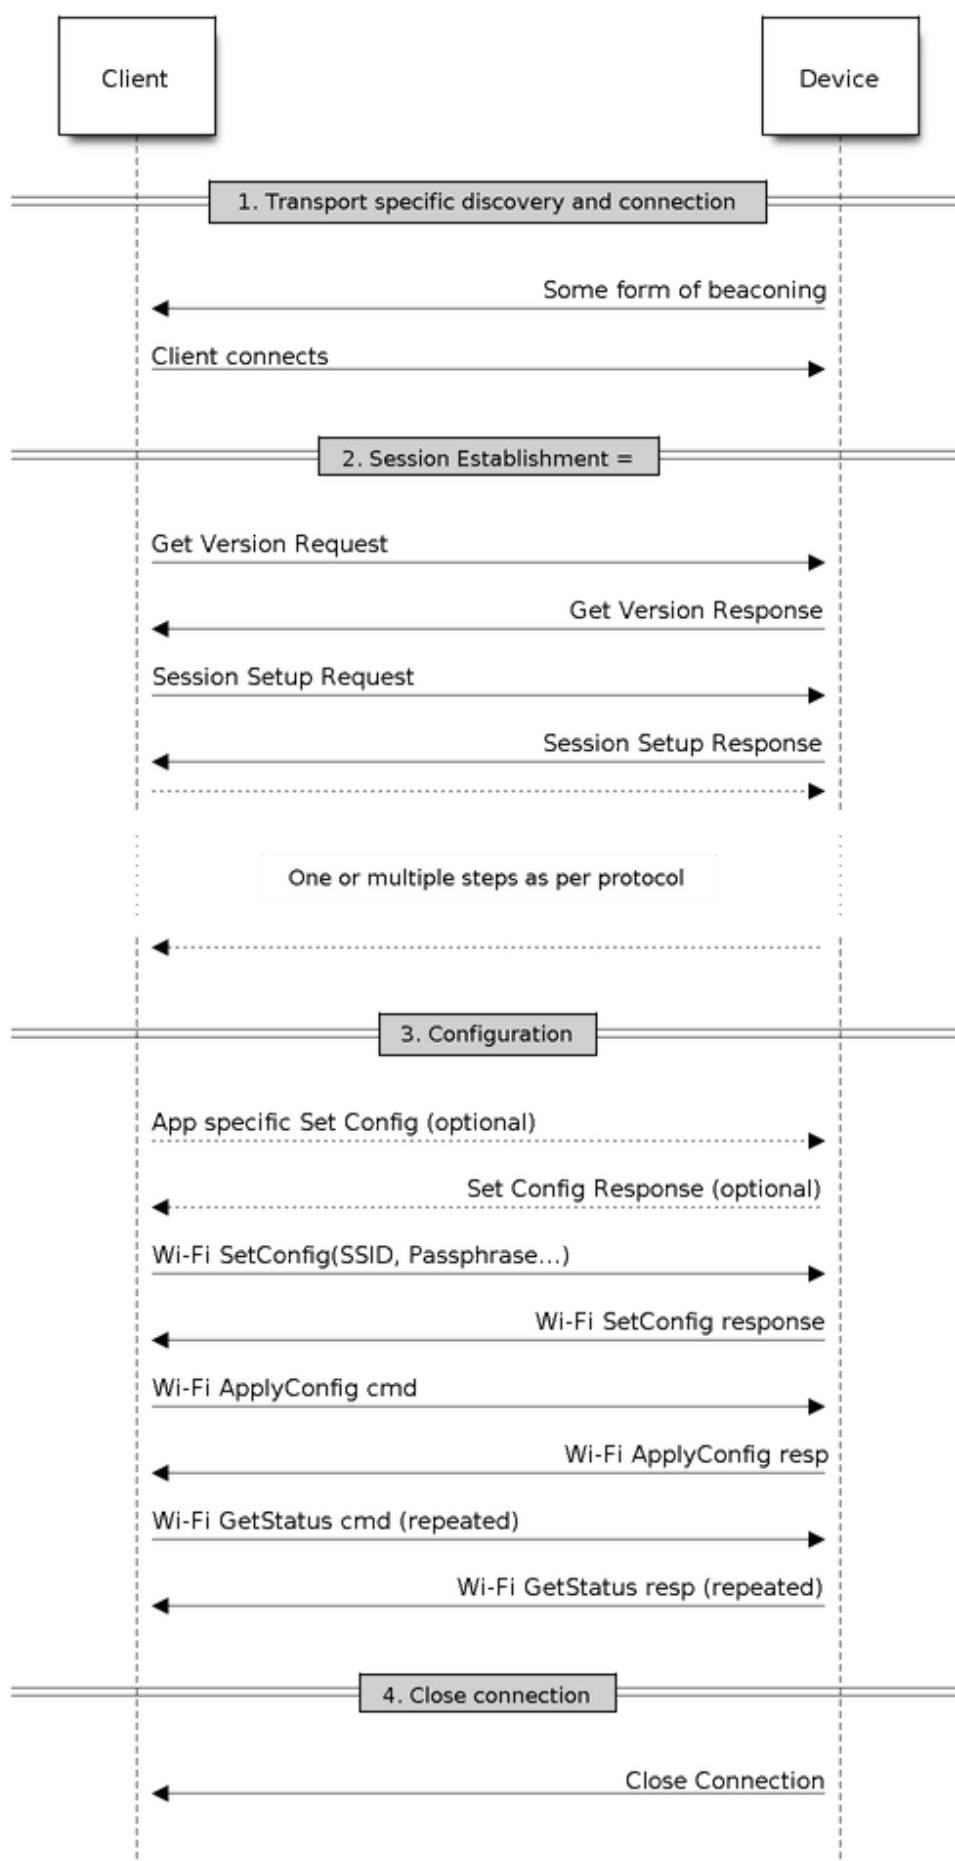 Client
Device
1. Transport specific discovery and connection
Some form of beaconing
Client connects
2. Session Establishment =
Get Version Request
Get Version Response
Session Setup Request
Session Setup Response
One or multiple steps as per protocol
3. Configuration
App specific Set Config (optional)
Set Config Response (optional)
Wi-Fi SetConfig(SSID, Passphrase...)
Wi-Fi SetConfig response
Wi-Fi ApplyConfig cmd
Wi-Fi ApplyConfig resp
Wi-Fi GetStatus cmd (repeated)
Wi-Fi GetStatus resp (repeated)
4. Close connection
Close Connection